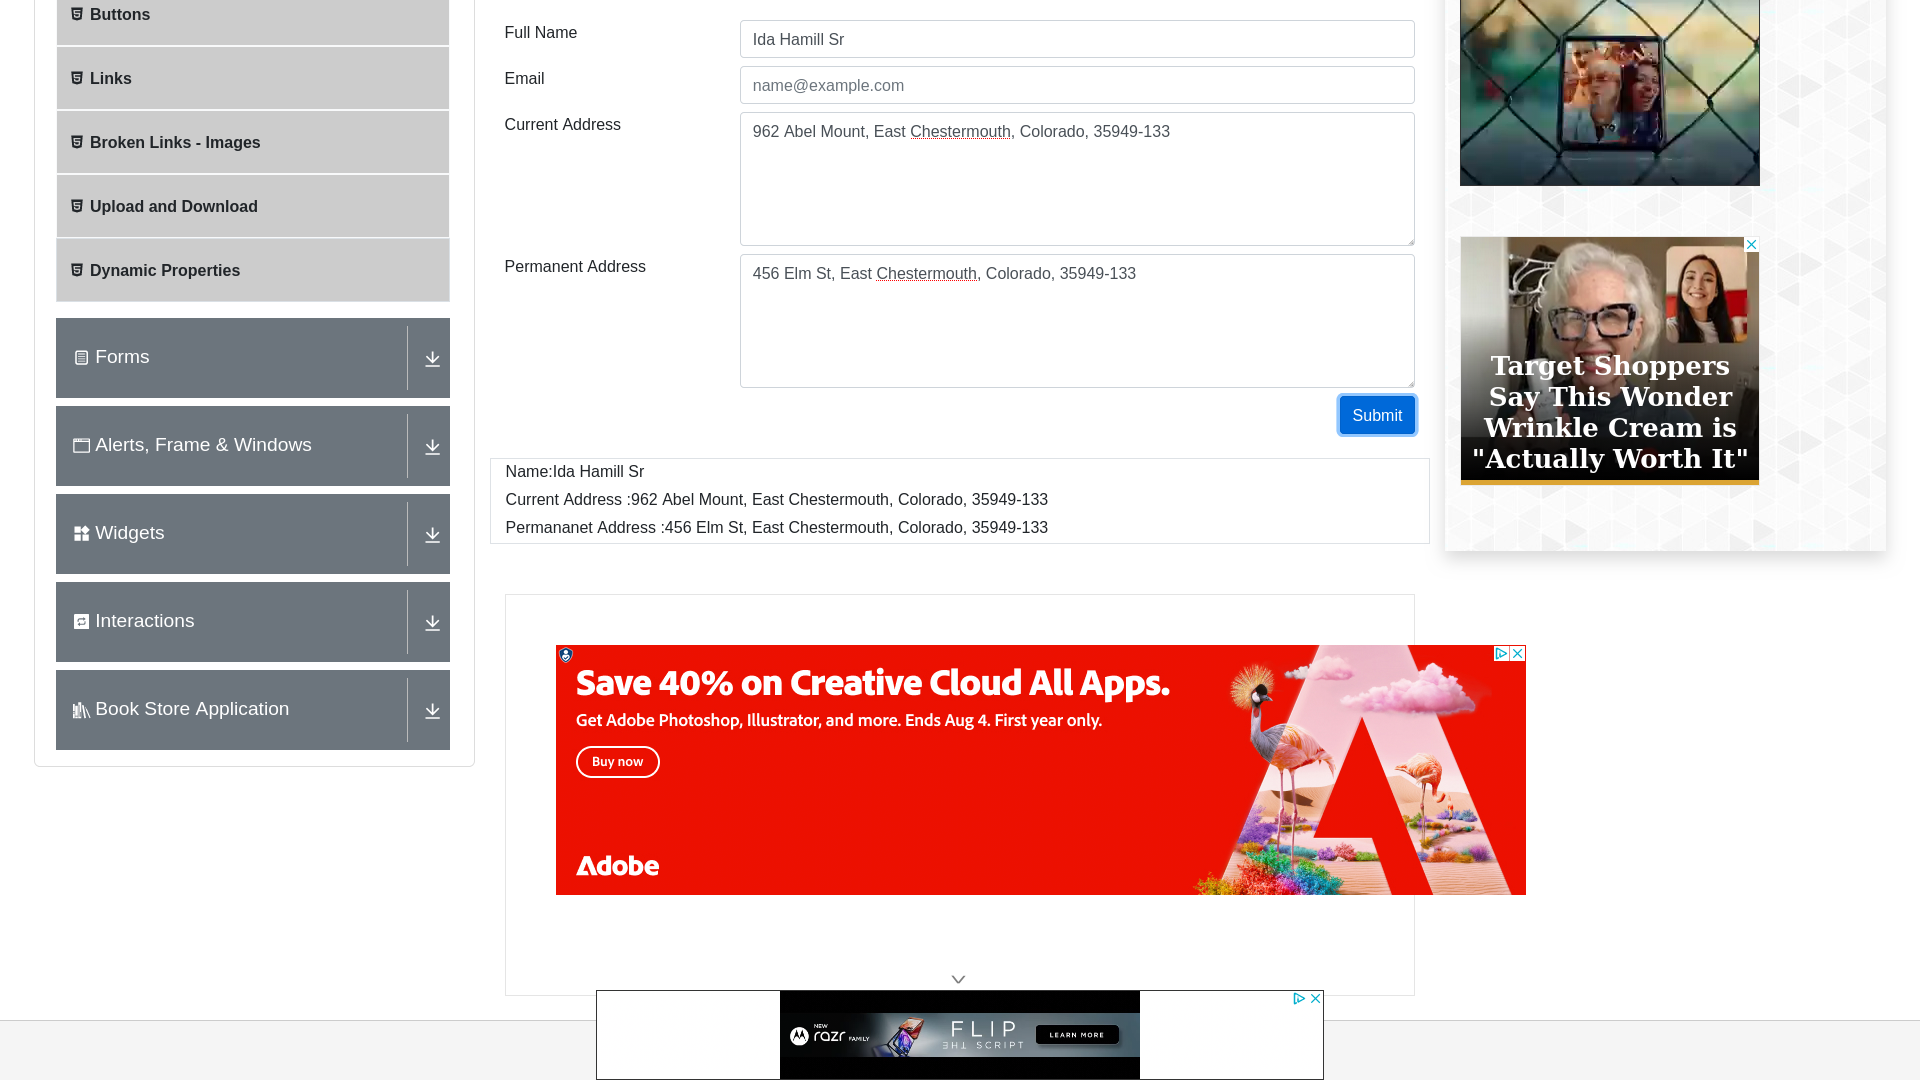 Buttons
Links
Broken Links - Images
Upload and Download
Dynamic Properties
Forms
Alerts, Frame & Windows
Widgets
Interactions
Book Store Application
Full Name
Ida Hamill Sr
Email
name@example.com
Current Address
962 Abel Mount, East Chestermouth, Colorado, 35949-133
Permanent Address
456 Elm St, East Chestermouth, Colorado, 35949-133
Submit
Name:Ida Hamill Sr
Current Address :962 Abel Mount, East Chestermouth, Colorado, 35949-133
Permananet Address :456 Elm St, East Chestermouth, Colorado, 35949-133
Target Shoppers
Say This Wonder
Wrinkle Cream is
"Actually Worth It"
Save 40% on Creative Cloud All Apps.
Get Adobe Photoshop, Illustrator, and more. Ends Aug 4. First year only.
Buy now
Adobe
NEW
razr FAMILY
FLIP
THE SCRIPT
LEARN MORE